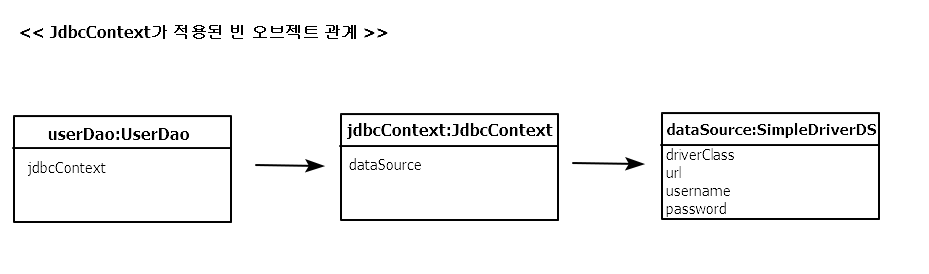 << JdbcContext가 적용된 빈 오브젝트 관계 >>
userDao:UserDao
jdbcContext
jdbcContext:JdbcContext
dataSource
dataSource:SimpleDriverDS
driverClass
url
username
password